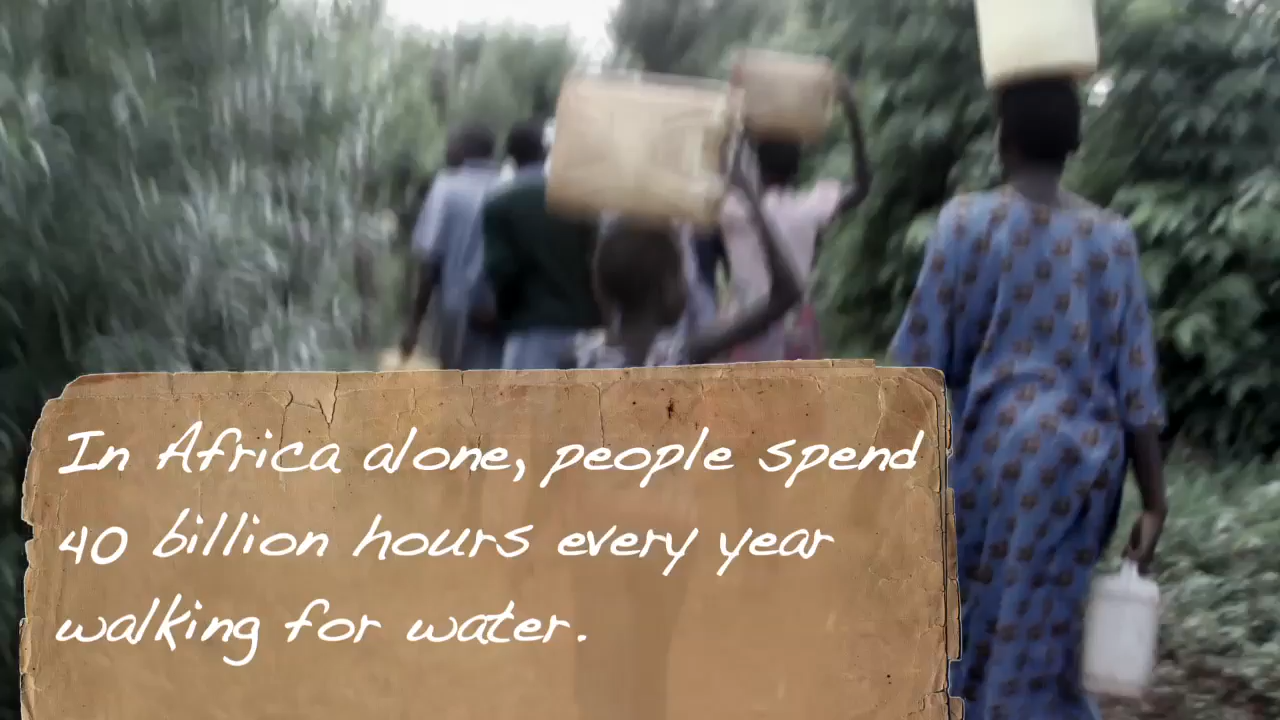 In Africa alone, people spend
40 billion hours every year
walking for water.